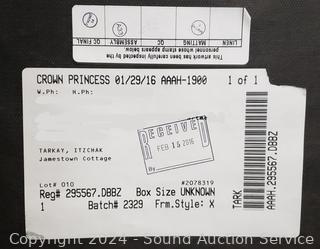 This artwork has been carefully inspected by the
personnel whose stamp appears below
LINEN
MATTING
ASSEMBLY
QC
QC FINAL
CROWN PRINCESS 01/29/16 AAAH-1900 1 of 1
W.Ph: H.Ph:
RECEIVED
FEB 15 2016
By
TARKAY, ITZCHAK
Jamestown Cottage
Lot# 010
#2078319
Reg# 295567.DBBZ Box Size UNKNOWN
1 Batch# 2329 Frm.Style: X
TARK
AAAH.295567.DBBZ
Copyright 2024 - Sound Auction Service